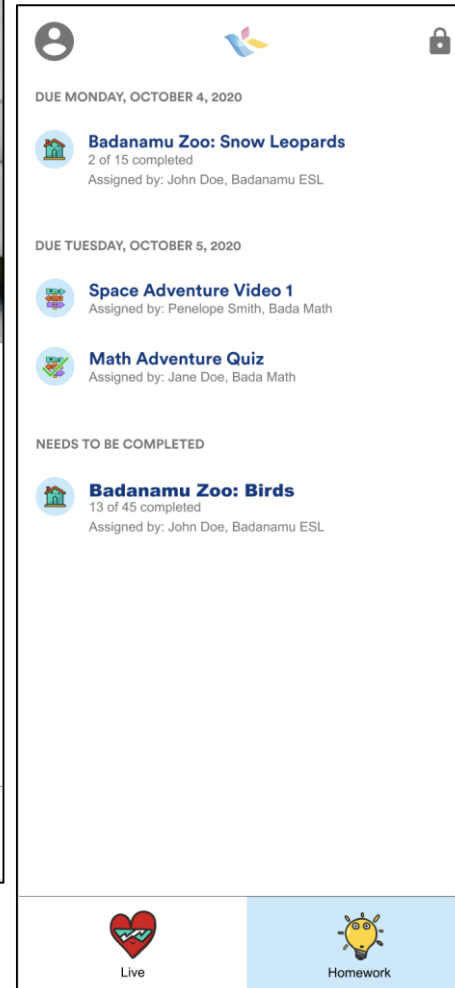 DUE MONDAY, OCTOBER 4, 2020
Badanamu Zoo: Snow Leopards
2 of 15 completed
Assigned by: John Doe, Badanamu ESL
DUE TUESDAY, OCTOBER 5, 2020
Space Adventure Video 1
Assigned by: Penelope Smith, Bada Math
Math Adventure Quiz
Assigned by: Jane Doe, Bada Math
NEEDS TO BE COMPLETED
Badanamu Zoo: Birds
13 of 45 completed
Assigned by: John Doe, Badanamu ESL
Live
Homework